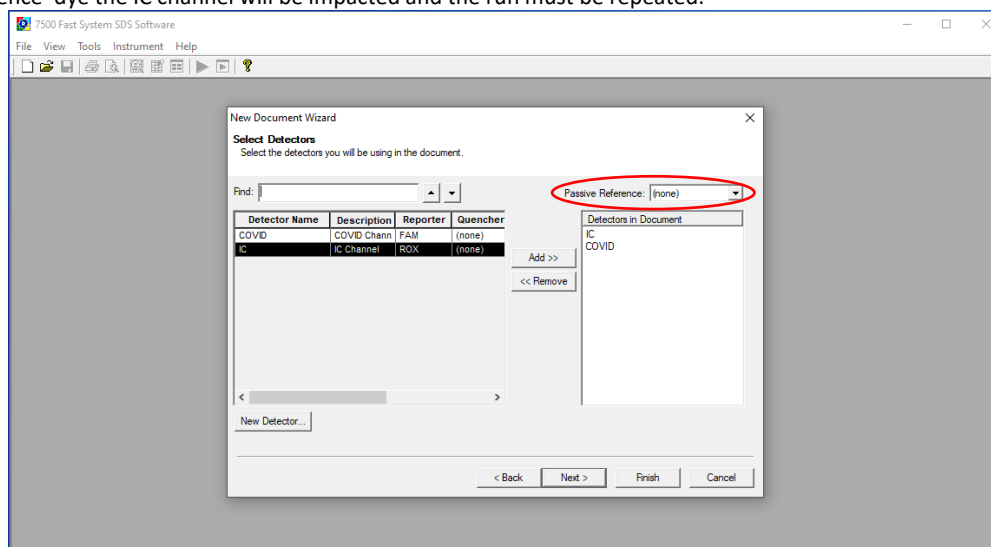 ence" dye the IC channel will be impacted and the run must be repeated.
7500 Fast System SDS Software
File View Tools Instrument Help
New Document Wizard
Select Detectors
Select the detectors you will be using in the document.
Find:
Passive Reference: (none)
Detector Name Description Reporter Quencher
COVID COVID Chann FAM (none)
IC IC Channel ROX (none)
Add >>
<< Remove
Detectors in Document
IC
COVID
New Detector...
< Back Next > Finish Cancel